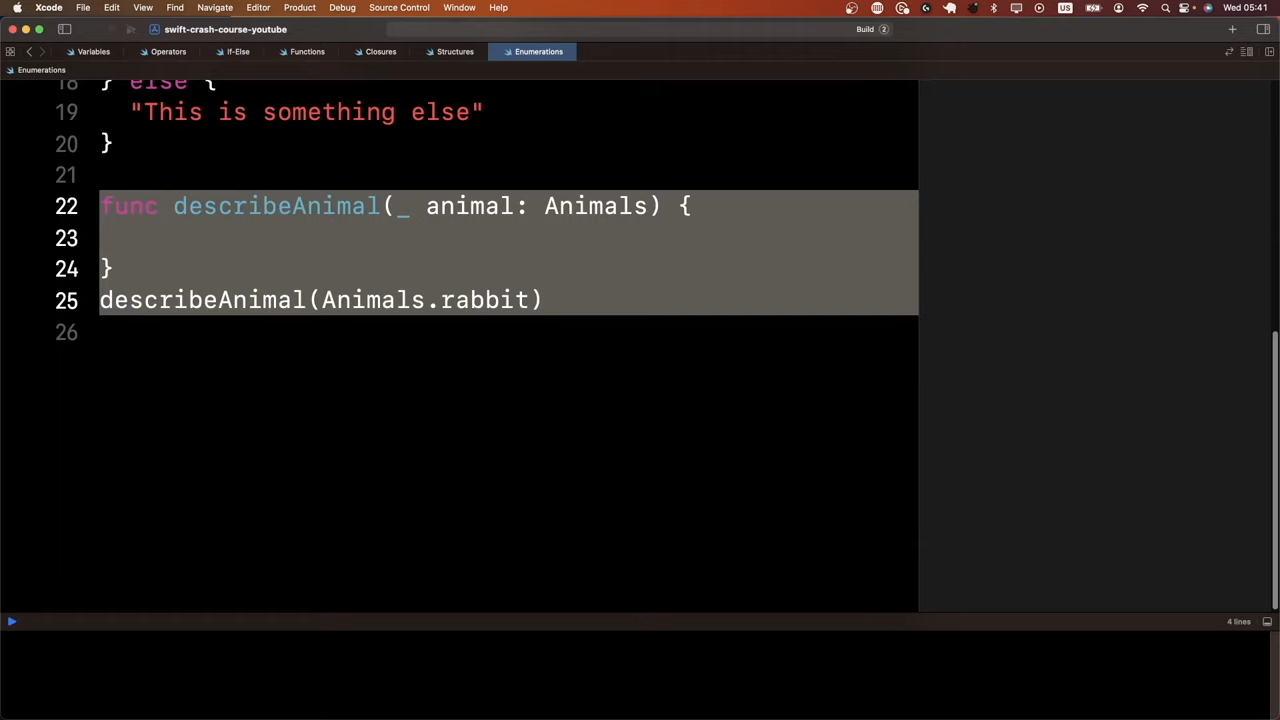 Xcode File Edit View Find Navigate Editor Product Debug Source Control Window Help US Wed 05:41
swift-crash-course-youtube Build 2
Variables Operators If-Else Functions Closures Structures Enumerations
Enumerations
18 } else {
19 "This is something else"
20 }
21
22 func describeAnimal(_ animal: Animals) {
23
24 }
25 describeAnimal(Animals.rabbit)
26
4 lines